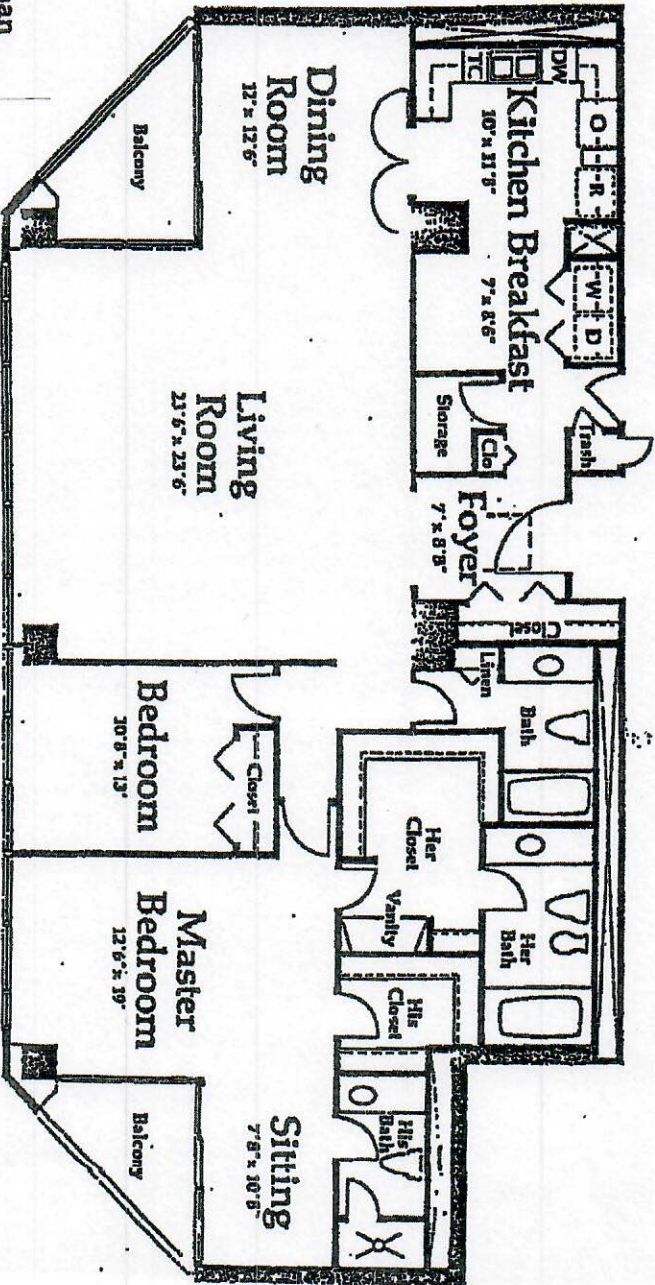 Dining
Room
12' x 12'6"
Balcony
DW
TC
O
R
Kitchen Breakfast
10' x 11'8"
7' x 8'6"
W
D
Trash
Storage
Clo
Foyer
7' x 8'8"
Living
Room
23'6" x 23'6"
Closet
Linen
Bath
Bedroom
10'8" x 13'
Closet
Her
Closet
Vanity
Her
Bath
His
Closet
Master
Bedroom
12'6" x 19'
Balcony
His
Bath
Sitting
7'8" x 10'8"